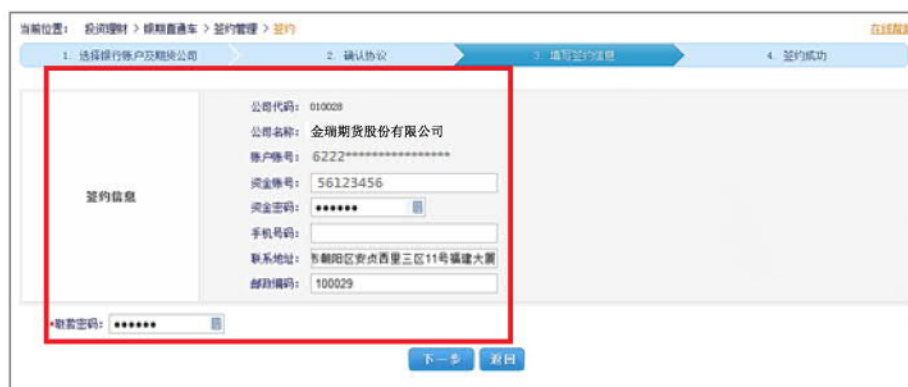 当前位置： 投资理财 > 银期直通车 > 签约管理 > 签约
在线帮助
1. 选择银行账户及期货公司 2. 确认协议 3. 填写签约信息 4. 签约成功
签约信息
公司代码： 010028
公司名称： 金瑞期货股份有限公司
账户账号： 6222****************
资金账号： 56123456
资金密码： ●●●●●●
手机号码：
联系地址： 市朝阳区安贞西里三区11号福建大厦
邮政编码： 100029
密码： ●●●●●●
下一步 返回